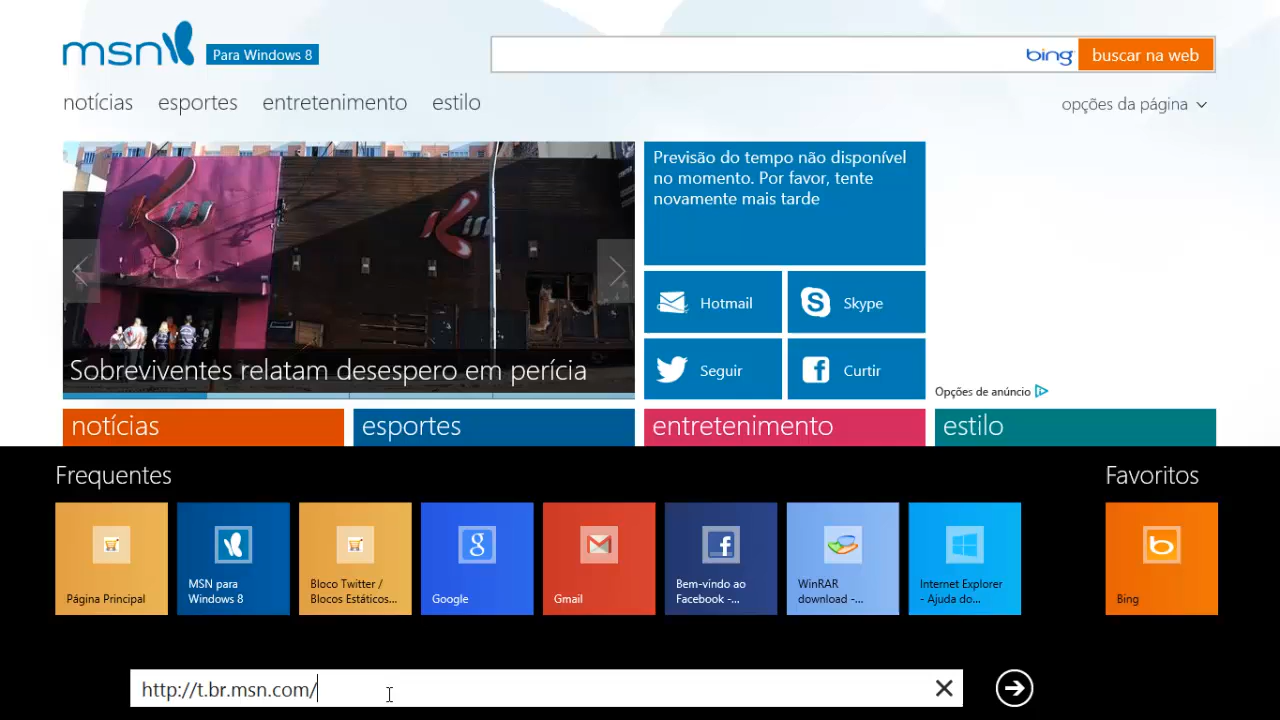 msn Para Windows 8
bing buscar na web
notícias esportes entretenimento estilo
opções da página
Kiss
Kiss
Sobreviventes relatam desespero em perícia
Previsão do tempo não disponível
no momento. Por favor, tente
novamente mais tarde
Hotmail
Skype
Seguir
Curtir
Opções de anúncio
notícias
esportes
entretenimento
estilo
Frequentes
Favoritos
Página Principal
MSN para
Windows 8
Bloco Twitter /
Blocos Estáticos...
Google
Gmail
Bem-vindo ao
Facebook -...
WinRAR
download -...
Internet Explorer
- Ajuda do...
Bing
http://t.br.msn.com/